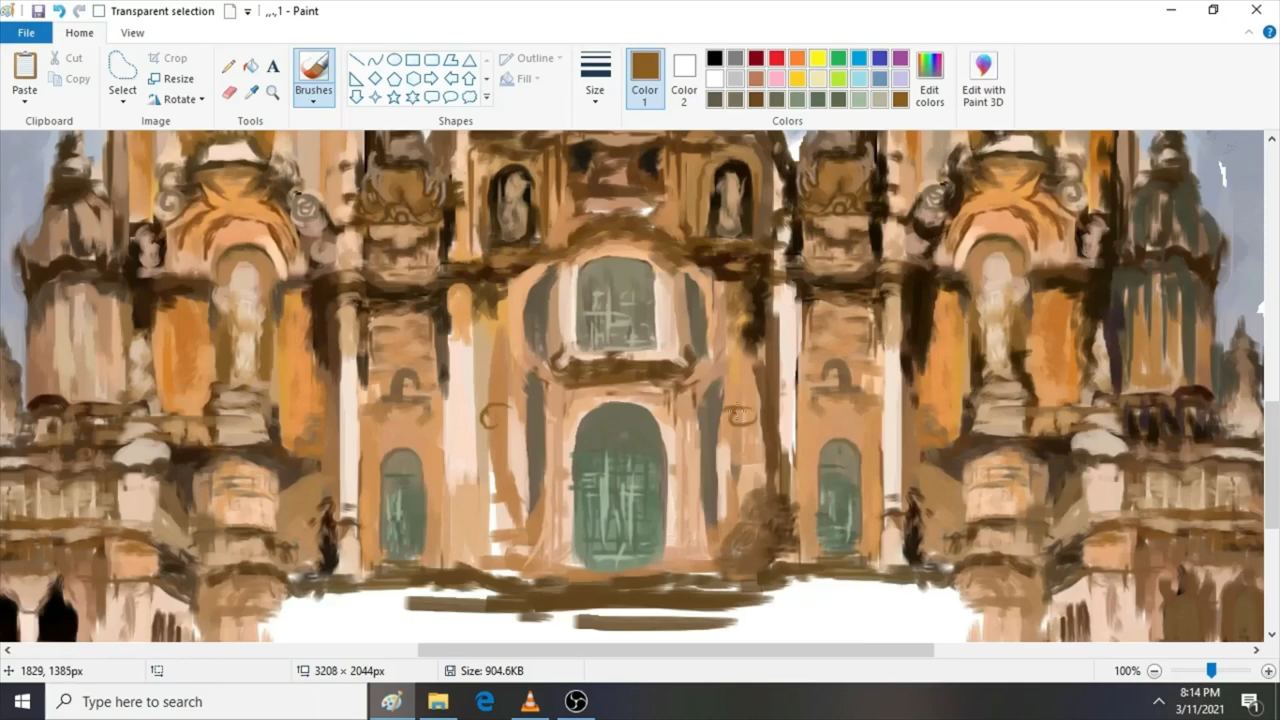 Transparent selection
,,.,1 - Paint
File
Home
View
Paste
Cut
Copy
Clipboard
Select
Crop
Resize
Rotate
Image
A
Tools
Brushes
Outline
Fill
Shapes
Size
Color 1
Color 2
Edit colors
Edit with Paint 3D
Colors
1829, 1385px
3208 × 2044px
Size: 904.6KB
100%
Type here to search
8:14 PM
3/11/2021
1